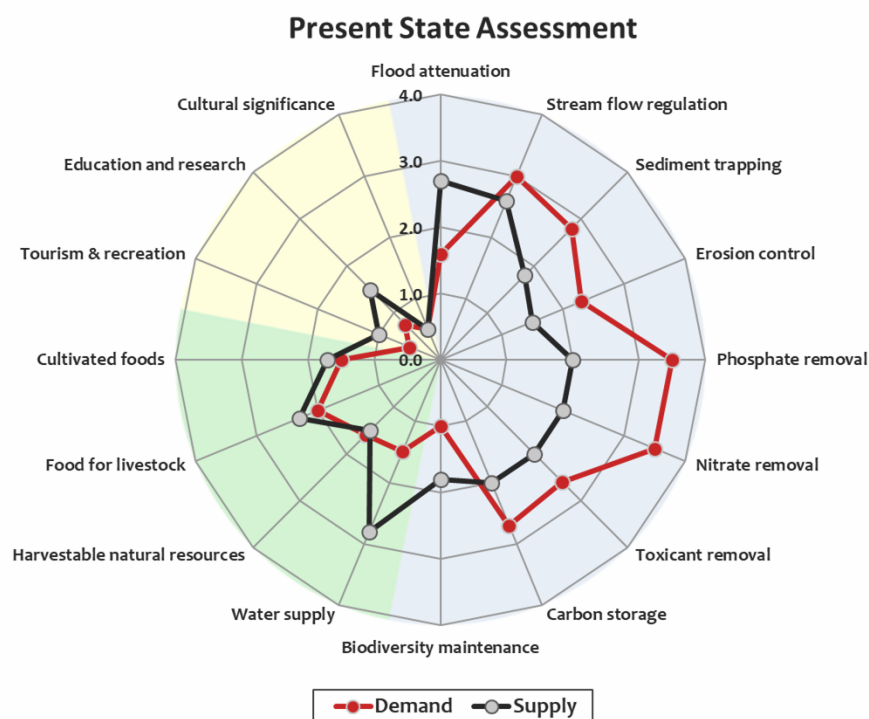 Present State Assessment
Flood attenuation
Cultural significance
4.0
Stream flow regulation
Education and research
3.0
Sediment trapping
2.0
Tourism & recreation
Erosion control
1.0
Cultivated foods
0.0
Phosphate removal
Food for livestock
Nitrate removal
Harvestable natural resources
Toxicant removal
Water supply
Carbon storage
Biodiversity maintenance
Demand Supply